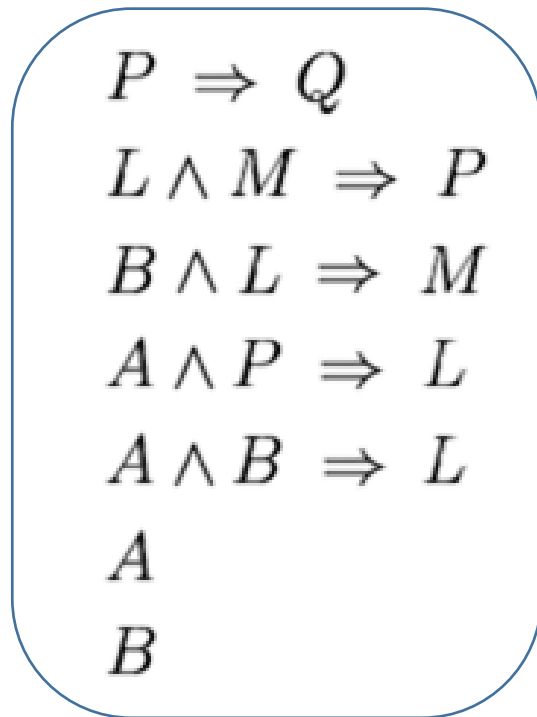 P ⇒ Q
L ∧ M ⇒ P
B ∧ L ⇒ M
A ∧ P ⇒ L
A ∧ B ⇒ L
A
B